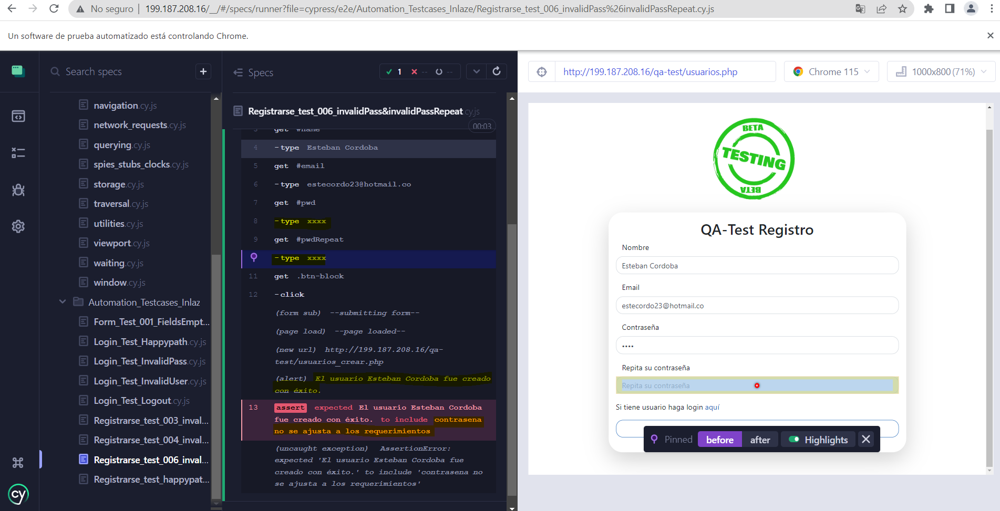 No seguro
199.187.208.16/__/#/specs/runner?file=cypress/e2e/Automation_Testcases_Inlaze/Registrarse_test_006_invalidPass%26invalidPassRepeat.cy.js
Un software de prueba automatizado está controlando Chrome.
Search specs
+
navigation.cy.js
network_requests.cy.js
querying.cy.js
spies_stubs_clocks.cy.js
storage.cy.js
traversal.cy.js
utilities.cy.js
viewport.cy.js
waiting.cy.js
window.cy.js
Automation_Testcases_Inlaz
Form_Test_001_FieldsEmpt...
Login_Test_Happypath.cy.js
Login_Test_InvalidPass.cy.js
Login_Test_InvalidUser.cy.js
Login_Test_Logout.cy.js
Registrarse_test_003_inval...
Registrarse_test_004_inval...
Registrarse_test_006_inval...
Registrarse_test_happypat...
cy
Specs
1 -- --
Registrarse_test_006_invalidPass&invalidPassRepeat.cy.js
00:03
3 get #name
4 -type Esteban Cordoba
5 get #email
6 -type estecordo23@hotmail.co
7 get #pwd
8 -type xxxx
9 get #pwdRepeat
-type xxxx
11 get .btn-block
12 -click
(form sub) --submitting form--
(page load) --page loaded--
(new url) http://199.187.208.16/qa-
test/usuarios_crear.php
(alert) El usuario Esteban Cordoba fue creado
con éxito.
13 assert expected El usuario Esteban Cordoba
fue creado con éxito. to include contrasena
no se ajusta a los requerimientos
(uncaught exception) AssertionError:
expected 'El usuario Esteban Cordoba fue
creado con éxito.' to include 'contrasena no
se ajusta a los requerimientos'
http://199.187.208.16/qa-test/usuarios.php
Chrome 115
1000x800 (71%)
BETA
TESTING
BETA
QA-Test Registro
Nombre
Esteban Cordoba
Email
estecordo23@hotmail.co
Contraseña
••••
Repita su contraseña
Repita su contraseña
Si tiene usuario haga login aquí
Pinned before after Highlights